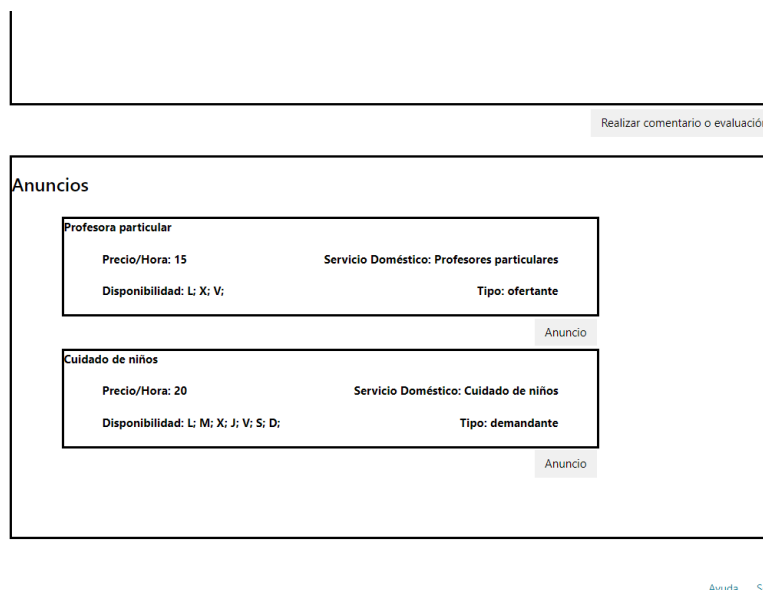 Realizar comentario o evaluación
Anuncios
Profesora particular
Precio/Hora: 15 Servicio Doméstico: Profesores particulares
Disponibilidad: L; X; V; Tipo: ofertante
Anuncio
Cuidado de niños
Precio/Hora: 20 Servicio Doméstico: Cuidado de niños
Disponibilidad: L; M; X; J; V; S; D; Tipo: demandante
Anuncio
Ayuda